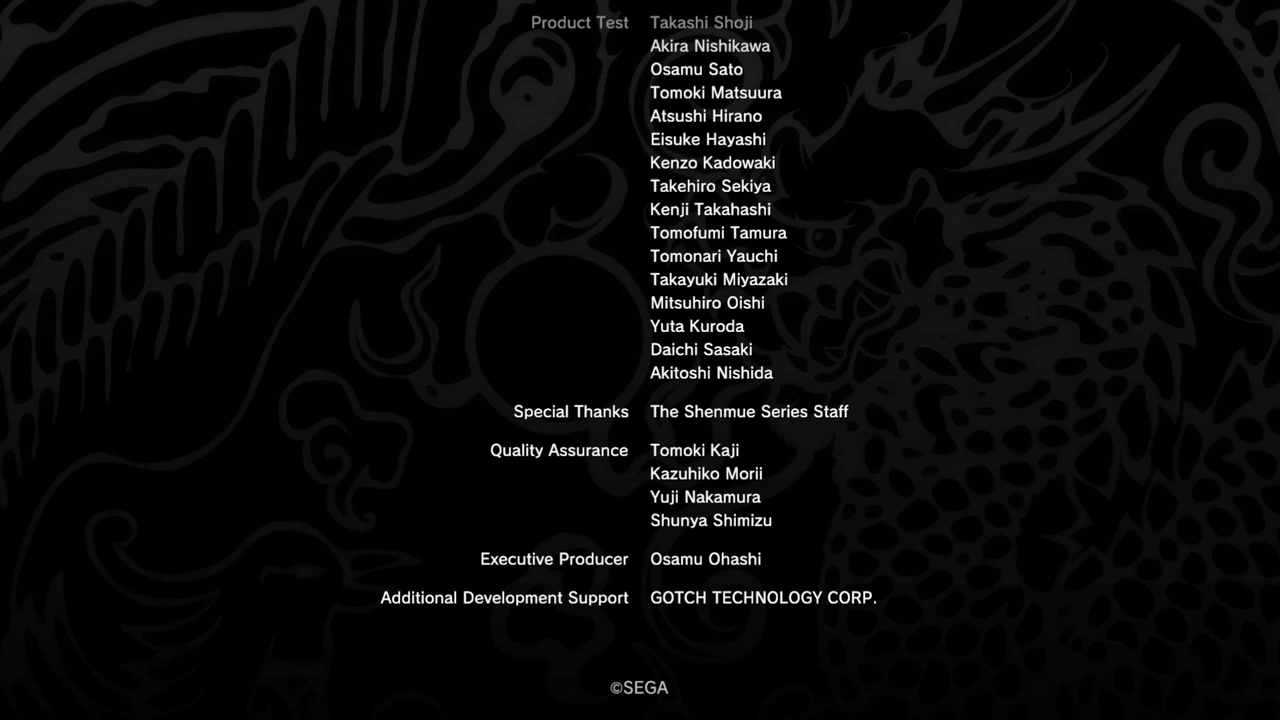 Product Test Takashi Shoji
Akira Nishikawa
Osamu Sato
Tomoki Matsuura
Atsushi Hirano
Eisuke Hayashi
Kenzo Kadowaki
Takehiro Sekiya
Kenji Takahashi
Tomofumi Tamura
Tomonari Yauchi
Takayuki Miyazaki
Mitsuhiro Oishi
Yuta Kuroda
Daichi Sasaki
Akitoshi Nishida
Special Thanks The Shenmue Series Staff
Quality Assurance Tomoki Kaji
Kazuhiko Morii
Yuji Nakamura
Shunya Shimizu
Executive Producer Osamu Ohashi
Additional Development Support GOTCH TECHNOLOGY CORP.
©SEGA